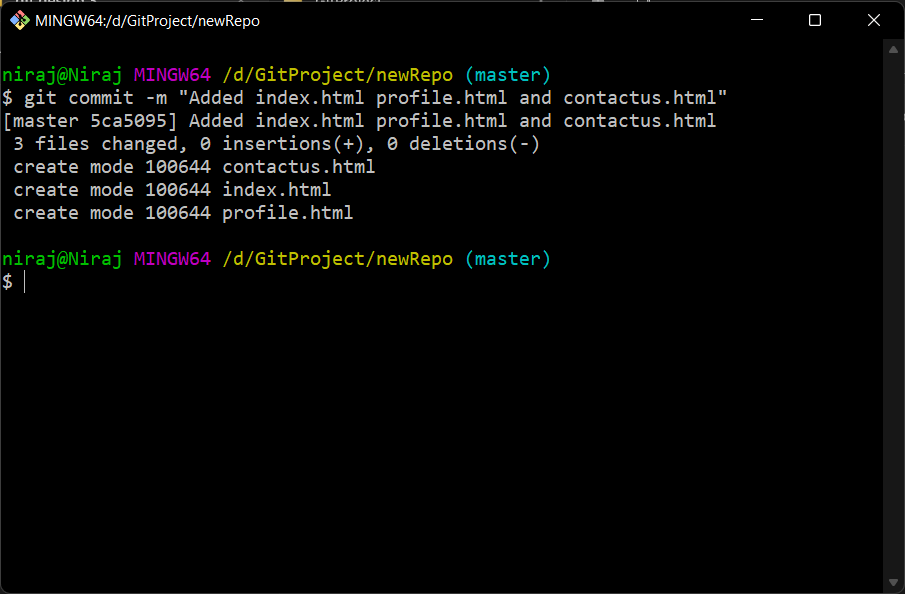 MINGW64:/d/GitProject/newRepo
niraj@Niraj MINGW64 /d/GitProject/newRepo (master)
$ git commit -m "Added index.html profile.html and contactus.html"
[master 5ca5095] Added index.html profile.html and contactus.html
 3 files changed, 0 insertions(+), 0 deletions(-)
 create mode 100644 contactus.html
 create mode 100644 index.html
 create mode 100644 profile.html
niraj@Niraj MINGW64 /d/GitProject/newRepo (master)
$